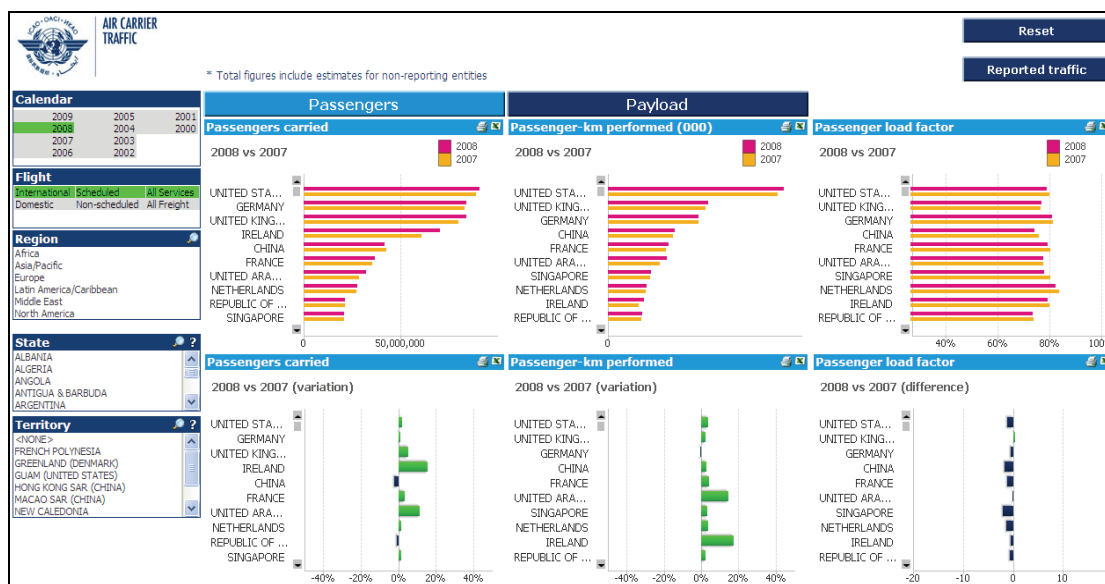 ICAO · OACI · ИКАО
AIR CARRIER
TRAFFIC
Reset
* Total figures include estimates for non-reporting entities
Reported traffic
Calendar
2009 2005 2001
2008 2004 2000
2007 2003
2006 2002
Flight
International Scheduled All Services
Domestic Non-scheduled All Freight
Region
Africa
Asia/Pacific
Europe
Latin America/Caribbean
Middle East
North America
State ?
ALBANIA
ALGERIA
ANGOLA
ANTIGUA & BARBUDA
ARGENTINA
Territory ?
<NONE>
FRENCH POLYNESIA
GREENLAND (DENMARK)
GUAM (UNITED STATES)
HONG KONG SAR (CHINA)
MACAO SAR (CHINA)
NEW CALEDONIA
Passengers
Payload
Passengers carried
2008 vs 2007
2008
2007
UNITED STA...
GERMANY
UNITED KING...
IRELAND
CHINA
FRANCE
UNITED ARA...
NETHERLANDS
REPUBLIC OF ...
SINGAPORE
0 50,000,000
Passenger-km performed (000)
2008 vs 2007
2008
2007
UNITED STA...
UNITED KING...
GERMANY
CHINA
FRANCE
UNITED ARA...
SINGAPORE
NETHERLANDS
IRELAND
REPUBLIC OF ...
0
Passenger load factor
2008 vs 2007
2008
2007
UNITED STA...
UNITED KING...
GERMANY
CHINA
FRANCE
UNITED ARA...
SINGAPORE
NETHERLANDS
IRELAND
REPUBLIC OF ...
40% 60% 80% 100
Passengers carried
2008 vs 2007 (variation)
UNITED STA...
GERMANY
UNITED KING...
IRELAND
CHINA
FRANCE
UNITED ARA...
NETHERLANDS
REPUBLIC OF ...
SINGAPORE
-40% -20% 0% 20% 40%
Passenger-km performed
2008 vs 2007 (variation)
UNITED STA...
UNITED KING...
GERMANY
CHINA
FRANCE
UNITED ARA...
SINGAPORE
NETHERLANDS
IRELAND
REPUBLIC OF ...
-40% -20% 0% 20% 40%
Passenger load factor
2008 vs 2007 (difference)
UNITED STA...
UNITED KING...
GERMANY
CHINA
FRANCE
UNITED ARA...
SINGAPORE
NETHERLANDS
IRELAND
REPUBLIC OF ...
-20 -10 0 10